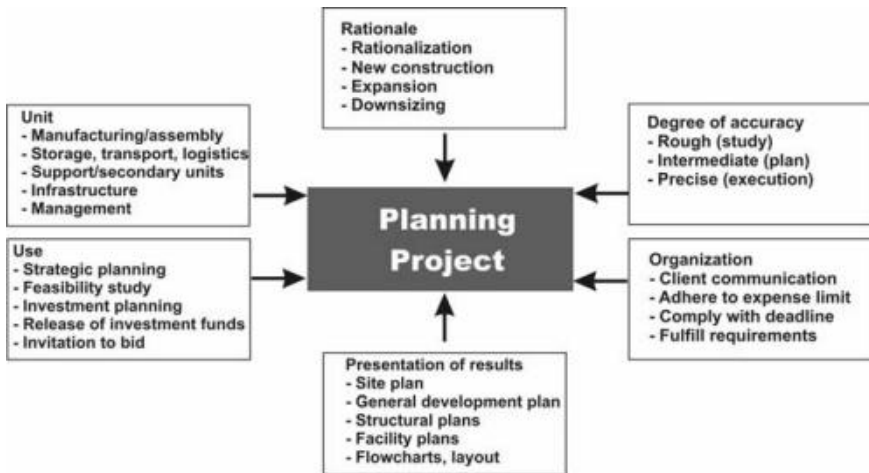 Rationale
- Rationalization
- New construction
- Expansion
- Downsizing
Unit
- Manufacturing/assembly
- Storage, transport, logistics
- Support/secondary units
- Infrastructure
- Management
Degree of accuracy
- Rough (study)
- Intermediate (plan)
- Precise (execution)
Planning
Project
Use
- Strategic planning
- Feasibility study
- Investment planning
- Release of investment funds
- Invitation to bid
Organization
- Client communication
- Adhere to expense limit
- Comply with deadline
- Fulfill requirements
Presentation of results
- Site plan
- General development plan
- Structural plans
- Facility plans
- Flowcharts, layout